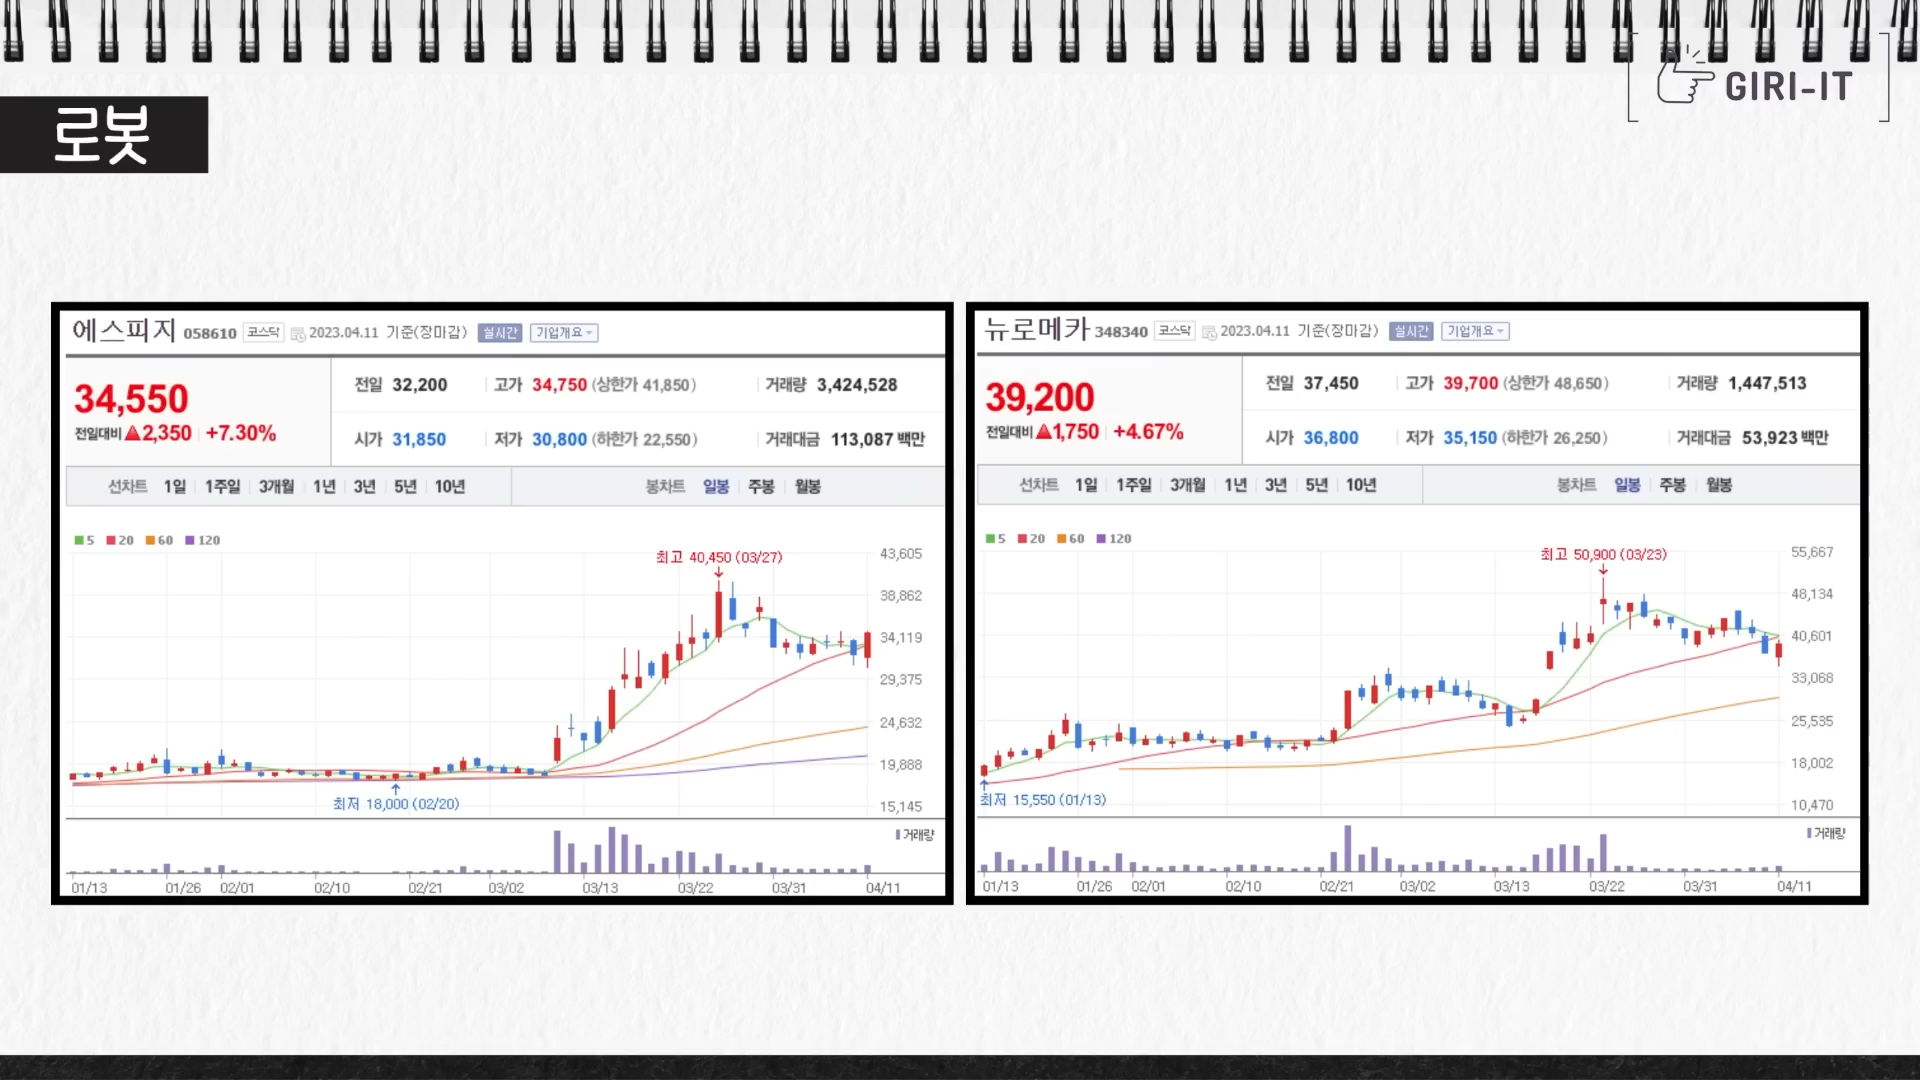 GIRI-IT
로봇
에스피지 058610 코스닥 2023.04.11 기준(장마감) 실시간 기업개요
34,550
전일대비 ▲2,350 +7.30%
전일 32,200 고가 34,750 (상한가 41,850) 거래량 3,424,528
시가 31,850 저가 30,800 (하한가 22,550) 거래대금 113,087 백만
선차트 1일 1주일 3개월 1년 3년 5년 10년 봉차트 일봉 주봉 월봉
5 20 60 120
최고 40,450 (03/27)
43,605
38,862
34,119
29,375
24,632
19,888
15,145
최저 18,000 (02/20)
거래량
01/13 01/26 02/01 02/10 02/21 03/02 03/13 03/22 03/31 04/11
뉴로메카 348340 코스닥 2023.04.11 기준(장마감) 실시간 기업개요
39,200
전일대비 ▲1,750 +4.67%
전일 37,450 고가 39,700 (상한가 48,650) 거래량 1,447,513
시가 36,800 저가 35,150 (하한가 26,250) 거래대금 53,923 백만
선차트 1일 1주일 3개월 1년 3년 5년 10년 봉차트 일봉 주봉 월봉
5 20 60 120
최고 50,900 (03/23)
55,667
48,134
40,601
33,068
25,535
18,002
10,470
최저 15,550 (01/13)
거래량
01/13 01/26 02/01 02/10 02/21 03/02 03/13 03/22 03/31 04/11